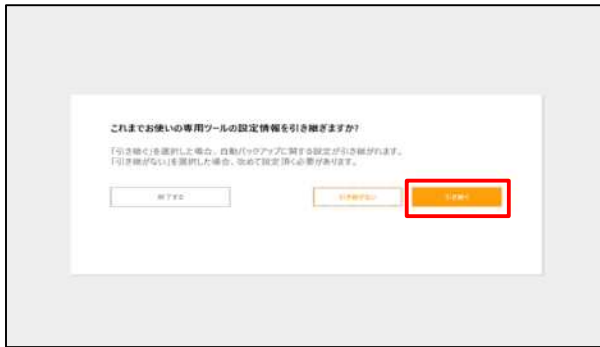 これまでお使いの専用ツールの設定情報を引き継ぎますか?
「引き継ぐ」を選択した場合、自動バックアップに関する設定が引き継がれます。
「引き継がない」を選択した場合、改めて設定頂く必要があります。
終了する
引き継がない
引き継ぐ